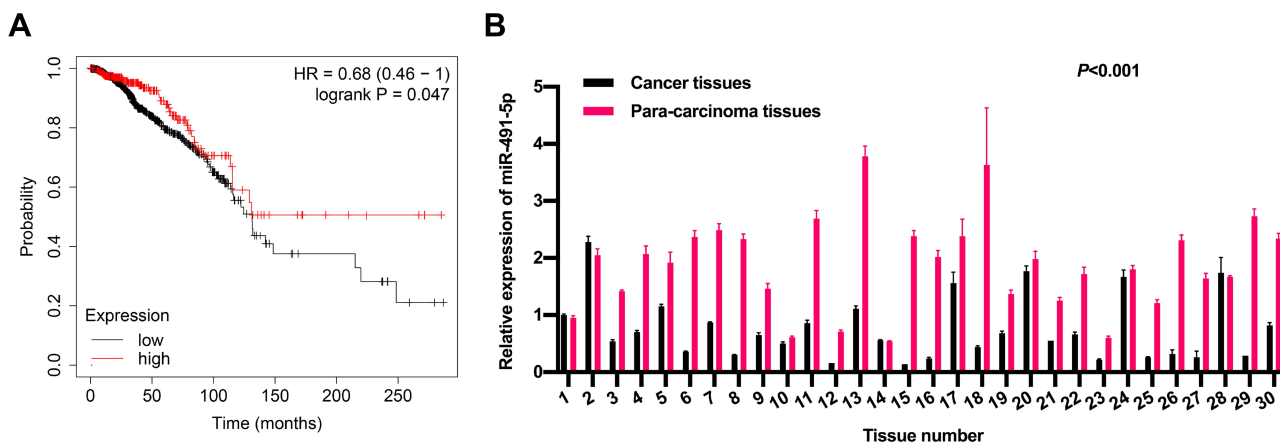 A
HR = 0.68 (0.46 − 1)
logrank P = 0.047
Probability
1.0
0.8
0.6
0.4
0.2
0.0
Expression
low
high
0 50 100 150 200 250
Time (months)
B
P<0.001
Cancer tissues
Para-carcinoma tissues
Relative expression of miR-491-5p
5
4
3
2
1
0
1 2 3 4 5 6 7 8 9 10 11 12 13 14 15 16 17 18 19 20 21 22 23 24 25 26 27 28 29 30
Tissue number